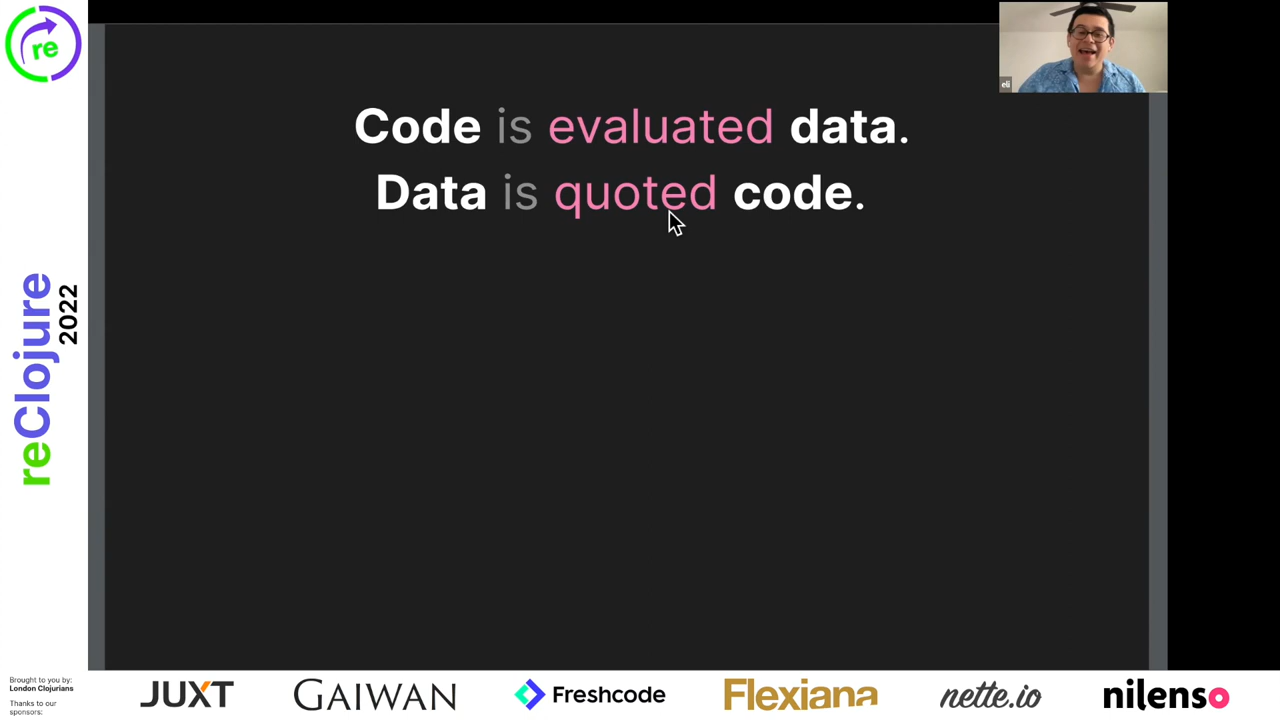 re
eli
Code is evaluated data.
Data is quoted code.
reClojure
2022
Brought to you by:
London Clojurians
Thanks to our
sponsors:
JUXT
GAIWAN
Freshcode
Flexiana
nette.io
nilenso